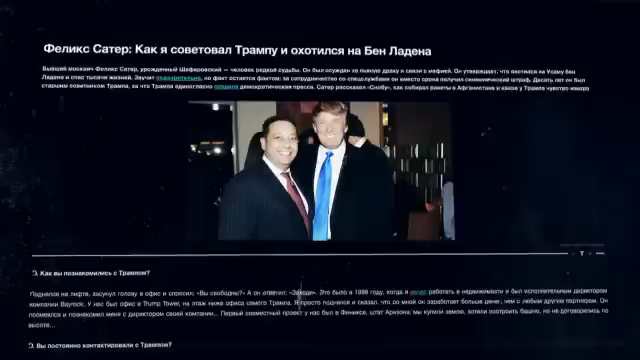 Феликс Сатер: Как я советовал Трампу и охотился на Бен Ладена
Бывший москвич Феликс Сатер, урожденный Шеферовский — человек редкой судьбы. Он был осужден за пьяную драку и связи с мафией. Он утверждает, что охотился на Усаму бен
Ладена и спас тысячи жизней. Звучит подозрительно, но факт остается фактом: за сотрудничество со спецслужбами он вместо срока получил символический штраф. Десять лет он был
старшим советником Трампа, за что Трампа единогласно осудила демократическая пресса. Сатер рассказал «Снобу», как собирал ракеты в Афганистане и какое у Трампа чувство юмора
Т
Э. Как вы познакомились с Трампом?
Поднялся на лифте, засунул голову в офис и спросил: «Вы свободны?» А он ответил: «Заходи». Это было в 1999 году, когда я начал работать в недвижимости и был исполнительным директором
компании Bayrock. У нас был офис в Trump Tower, на этаж ниже офиса самого Трампа. Я просто поднялся и сказал, что со мной он заработает больше денег, чем с любым другим партнером. Он
посмеялся и познакомил меня с директором своей компании... Первый совместный проект у нас был в Финиксе, штат Аризона; мы купили землю, хотели построить башню, но не договорились по
высоте...
Э. Вы постоянно контактировали с Трампом?